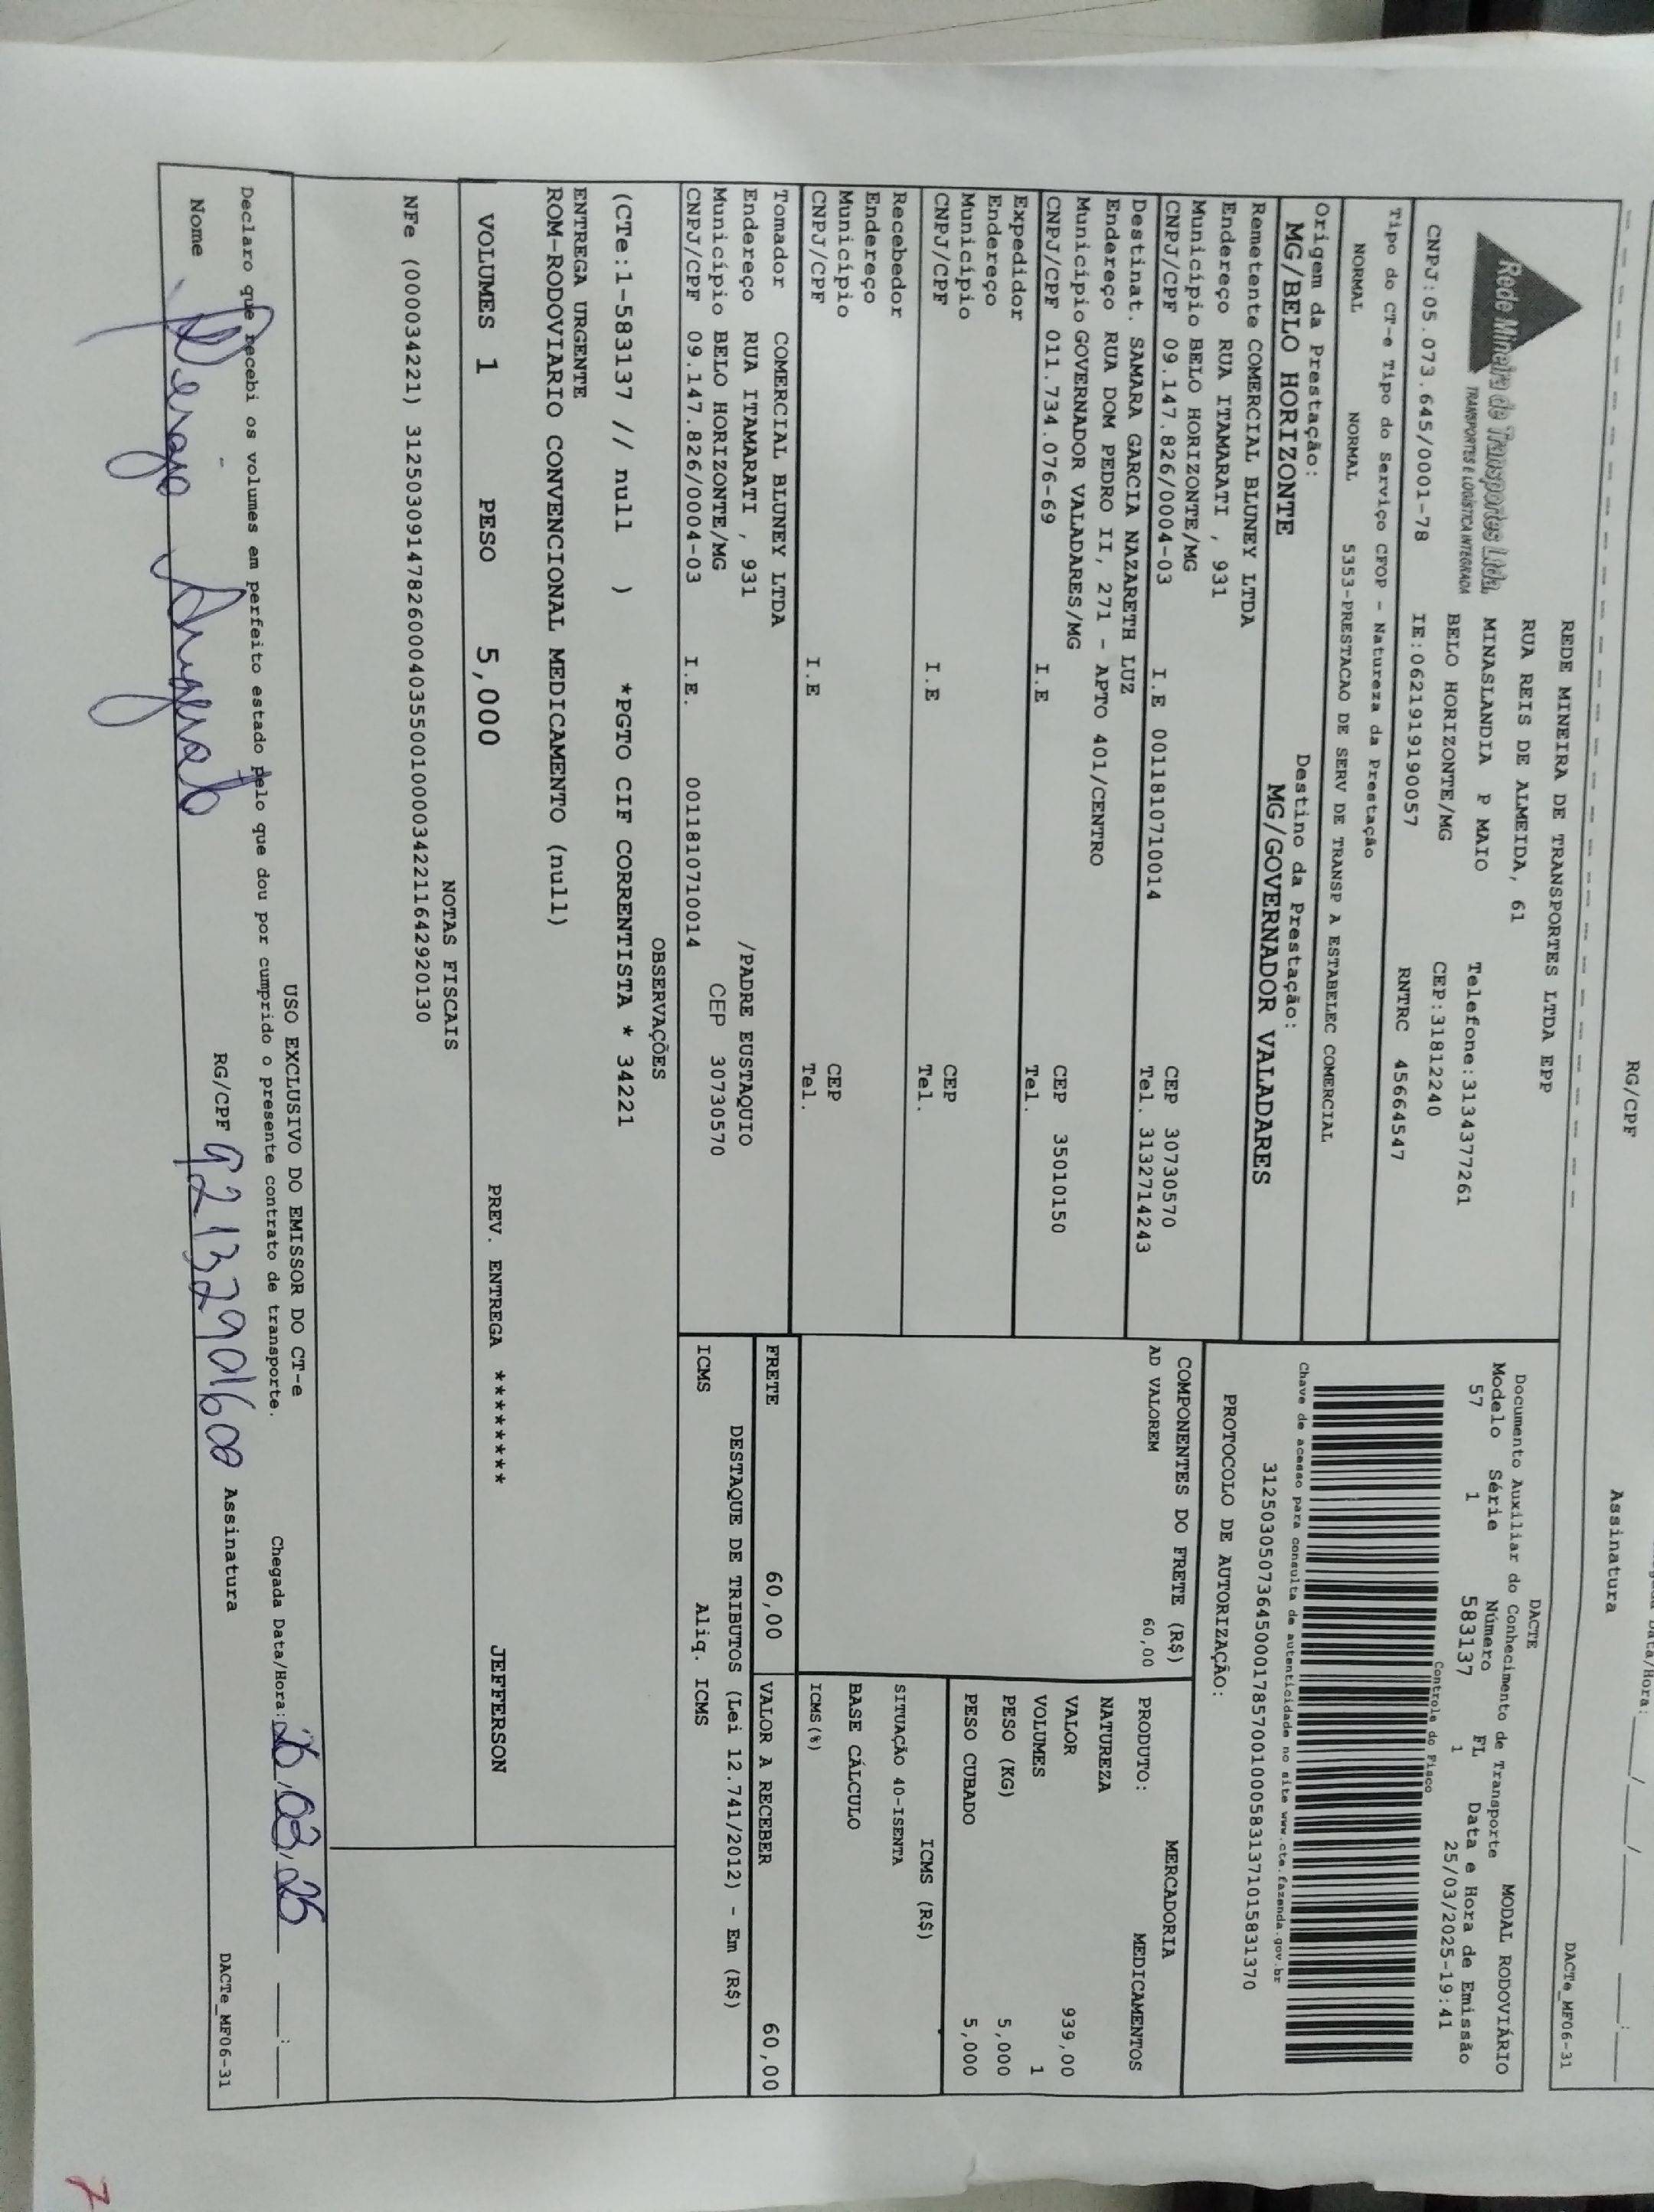 RG/CPF
Assinatura
DACTe_MF06-31
Rede Mineira de Transportes Ltda.
TRANSPORTES E LOGÍSTICA INTEGRADA
REDE MINEIRA DE TRANSPORTES LTDA EPP
RUA REIS DE ALMEIDA, 61
MINASLANDIA P MAIO Telefone:3134377261
BELO HORIZONTE/MG CEP:31812240
CNPJ:05.073.645/0001-78 IE:0621919190057 RNTRC 45664547
Tipo do CT-e Tipo do Serviço CFOP - Natureza da Prestação
NORMAL NORMAL 5353-PRESTACAO DE SERV DE TRANSP A ESTABELEC COMERCIAL
Origem da Prestação: Destino da Prestação:
MG/BELO HORIZONTE MG/GOVERNADOR VALADARES
DACTE
Documento Auxiliar do Conhecimento de Transporte MODAL RODOVIÁRIO
Modelo Série Número FL Data e Hora de Emissão
57 1 583137 1 25/03/2025-19:41
Controle do Fisco
Chave de acesso para consulta de autenticidade no site www.cte.fazenda.gov.br
31250305073645000178570010005831371015831370
PROTOCOLO DE AUTORIZAÇÃO:
Remetente COMERCIAL BLUNEY LTDA
Endereço RUA ITAMARATI , 931
Município BELO HORIZONTE/MG CEP 30730570
CNPJ/CPF 09.147.826/0004-03 I.E 0011810710014 Tel. 3132714243
Destinat. SAMARA GARCIA NAZARETH LUZ
Endereço RUA DOM PEDRO II, 271 - APTO 401/CENTRO
Município GOVERNADOR VALADARES/MG CEP 35010150
CNPJ/CPF 011.734.076-69 I.E Tel.
Expedidor
Endereço
Município CEP
CNPJ/CPF I.E Tel.
Recebedor
Endereço
Município CEP
CNPJ/CPF I.E Tel.
Tomador COMERCIAL BLUNEY LTDA
Endereço RUA ITAMARATI , 931 /PADRE EUSTAQUIO
Município BELO HORIZONTE/MG CEP 30730570
CNPJ/CPF 09.147.826/0004-03 I.E. 0011810710014
COMPONENTES DO FRETE (R$)
AD VALOREM 60,00
MERCADORIA
PRODUTO: MEDICAMENTOS
NATUREZA
VALOR 939,00
VOLUMES 1
PESO (KG) 5,000
PESO CUBADO 5,000
ICMS (R$)
SITUAÇÃO 40-ISENTA
BASE CÁLCULO
ICMS(%)
FRETE 60,00 VALOR A RECEBER 60,00
DESTAQUE DE TRIBUTOS (Lei 12.741/2012) - Em (R$)
ICMS Aliq. ICMS
OBSERVAÇÕES
(CTe:1-583137 // null ) *PGTO CIF CORRENTISTA * 34221
ENTREGA URGENTE
ROM-RODOVIARIO CONVENCIONAL MEDICAMENTO (null)
VOLUMES 1 PESO 5,000 PREV. ENTREGA ********* JEFFERSON
NOTAS FISCAIS
NFe (000034221) 31250309147826000403550010000342211642920130
USO EXCLUSIVO DO EMISSOR DO CT-e
Declaro que recebi os volumes em perfeito estado pelo que dou por cumprido o presente contrato de transporte.
Chegada Data/Hora: 26/03/25 __:__
Nome RG/CPF 92132901600 Assinatura
DACTe_MF06-31
7